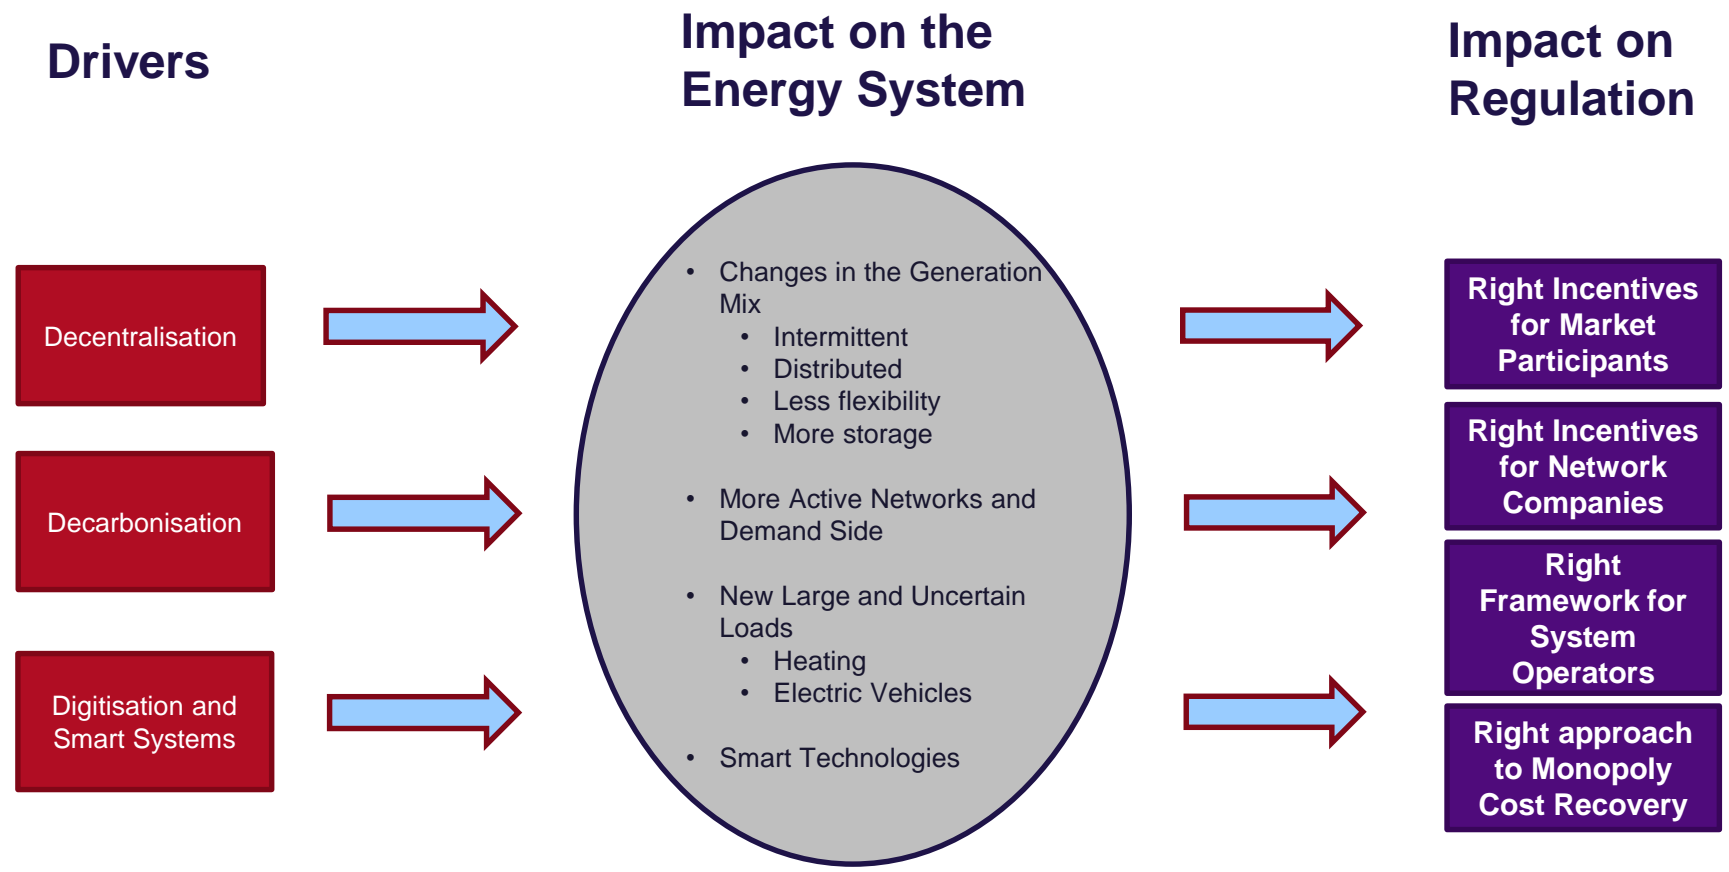 Drivers
Impact on the
Energy System
Impact on
Regulation
Decentralisation
Decarbonisation
Digitisation and
Smart Systems
• Changes in the Generation
Mix
• Intermittent
• Distributed
• Less flexibility
• More storage
• More Active Networks and
Demand Side
• New Large and Uncertain
Loads
• Heating
• Electric Vehicles
• Smart Technologies
Right Incentives
for Market
Participants
Right Incentives
for Network
Companies
Right
Framework for
System
Operators
Right approach
to Monopoly
Cost Recovery